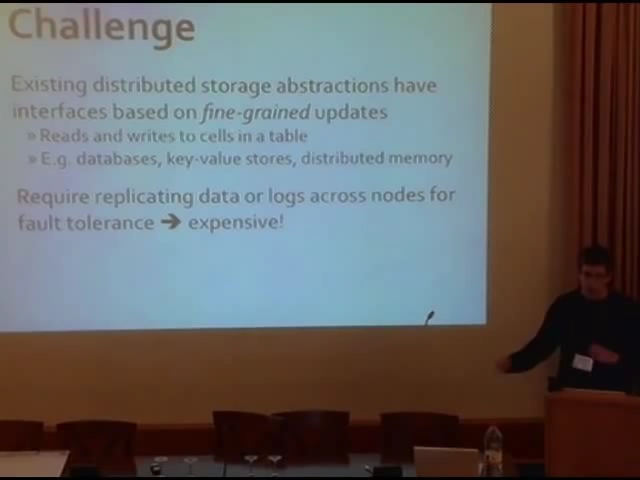 Challenge
Existing distributed storage abstractions have
interfaces based on fine-grained updates
» Reads and writes to cells in a table
» E.g. databases, key-value stores, distributed memory
Require replicating data or logs across nodes for
fault tolerance ➔ expensive!